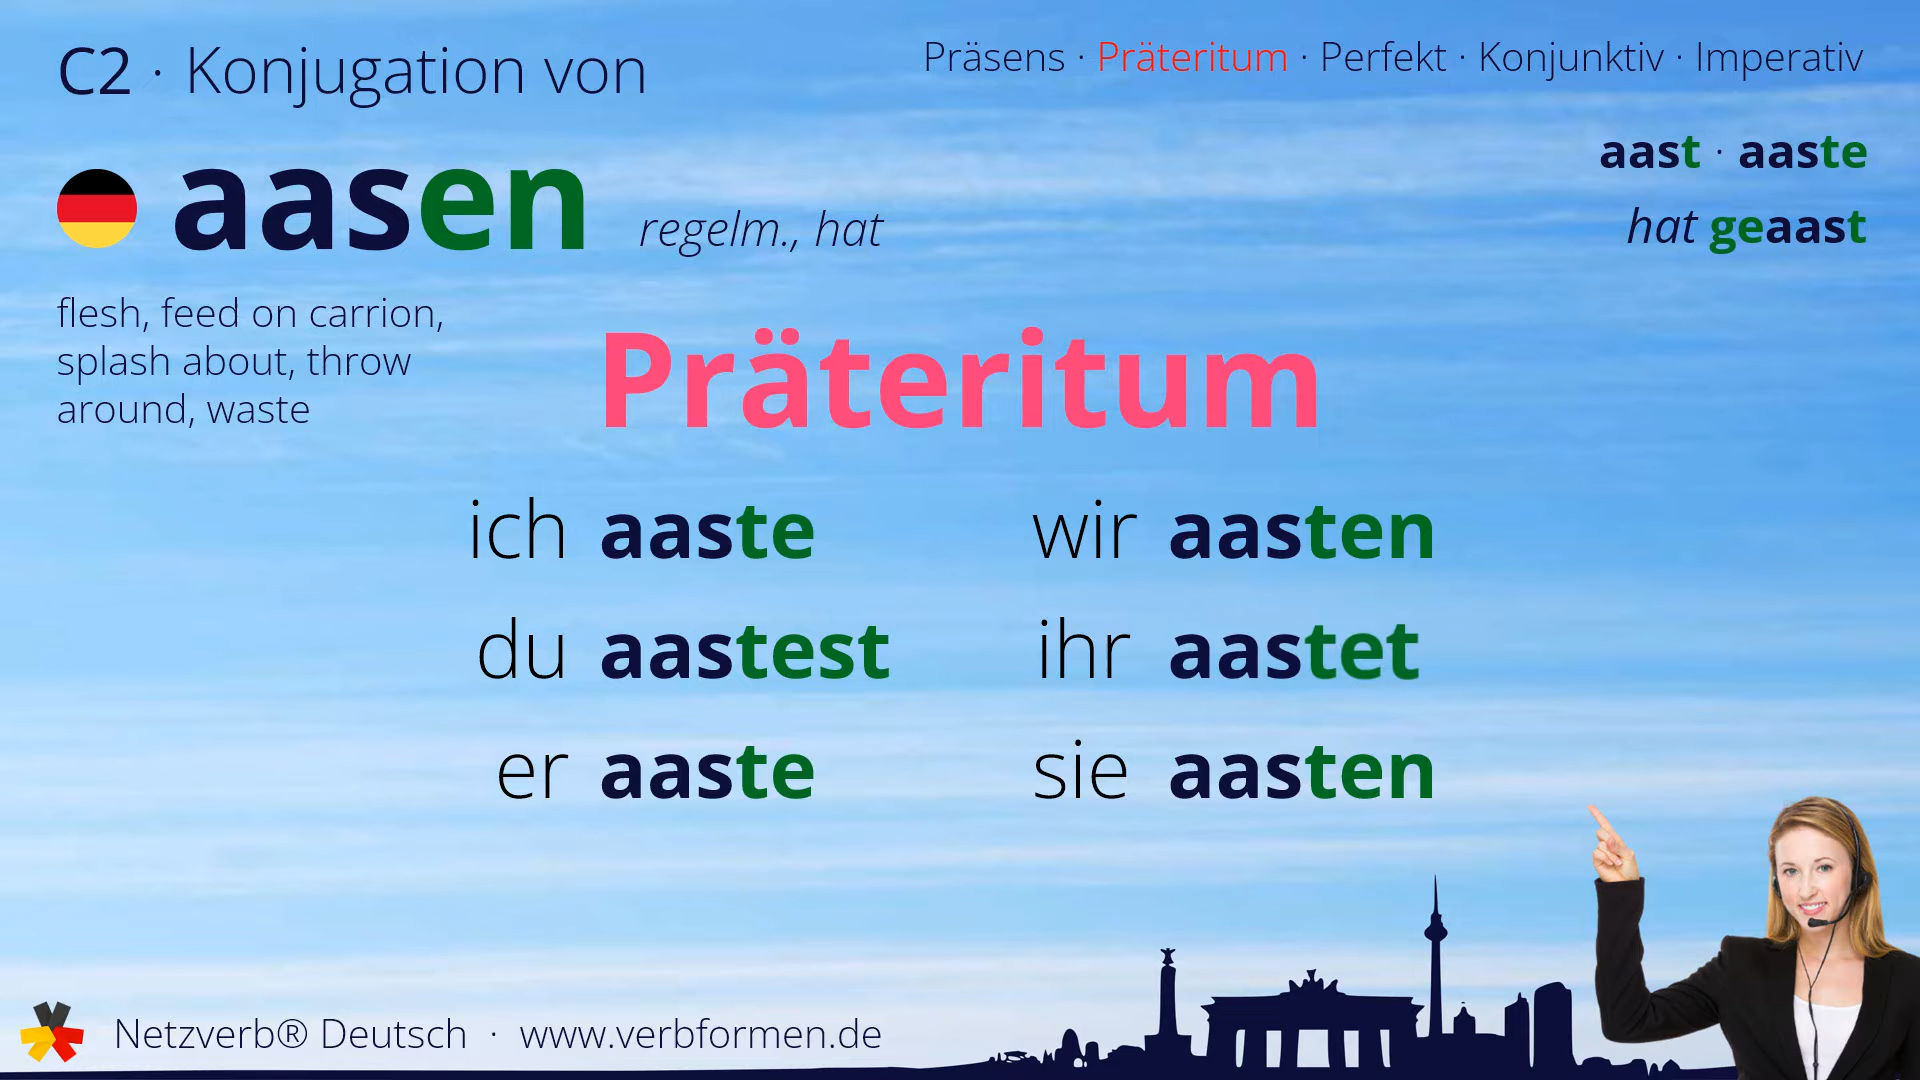 C2 · Konjugation von
Präsens · Präteritum · Perfekt · Konjunktiv · Imperativ
aasen regelm., hat
aast · aaste
hat geaast
flesh, feed on carrion,
splash about, throw
around, waste
Präteritum
ich aaste
du aastest
er aaste
wir aasten
ihr aastet
sie aasten
Netzverb® Deutsch · www.verbformen.de